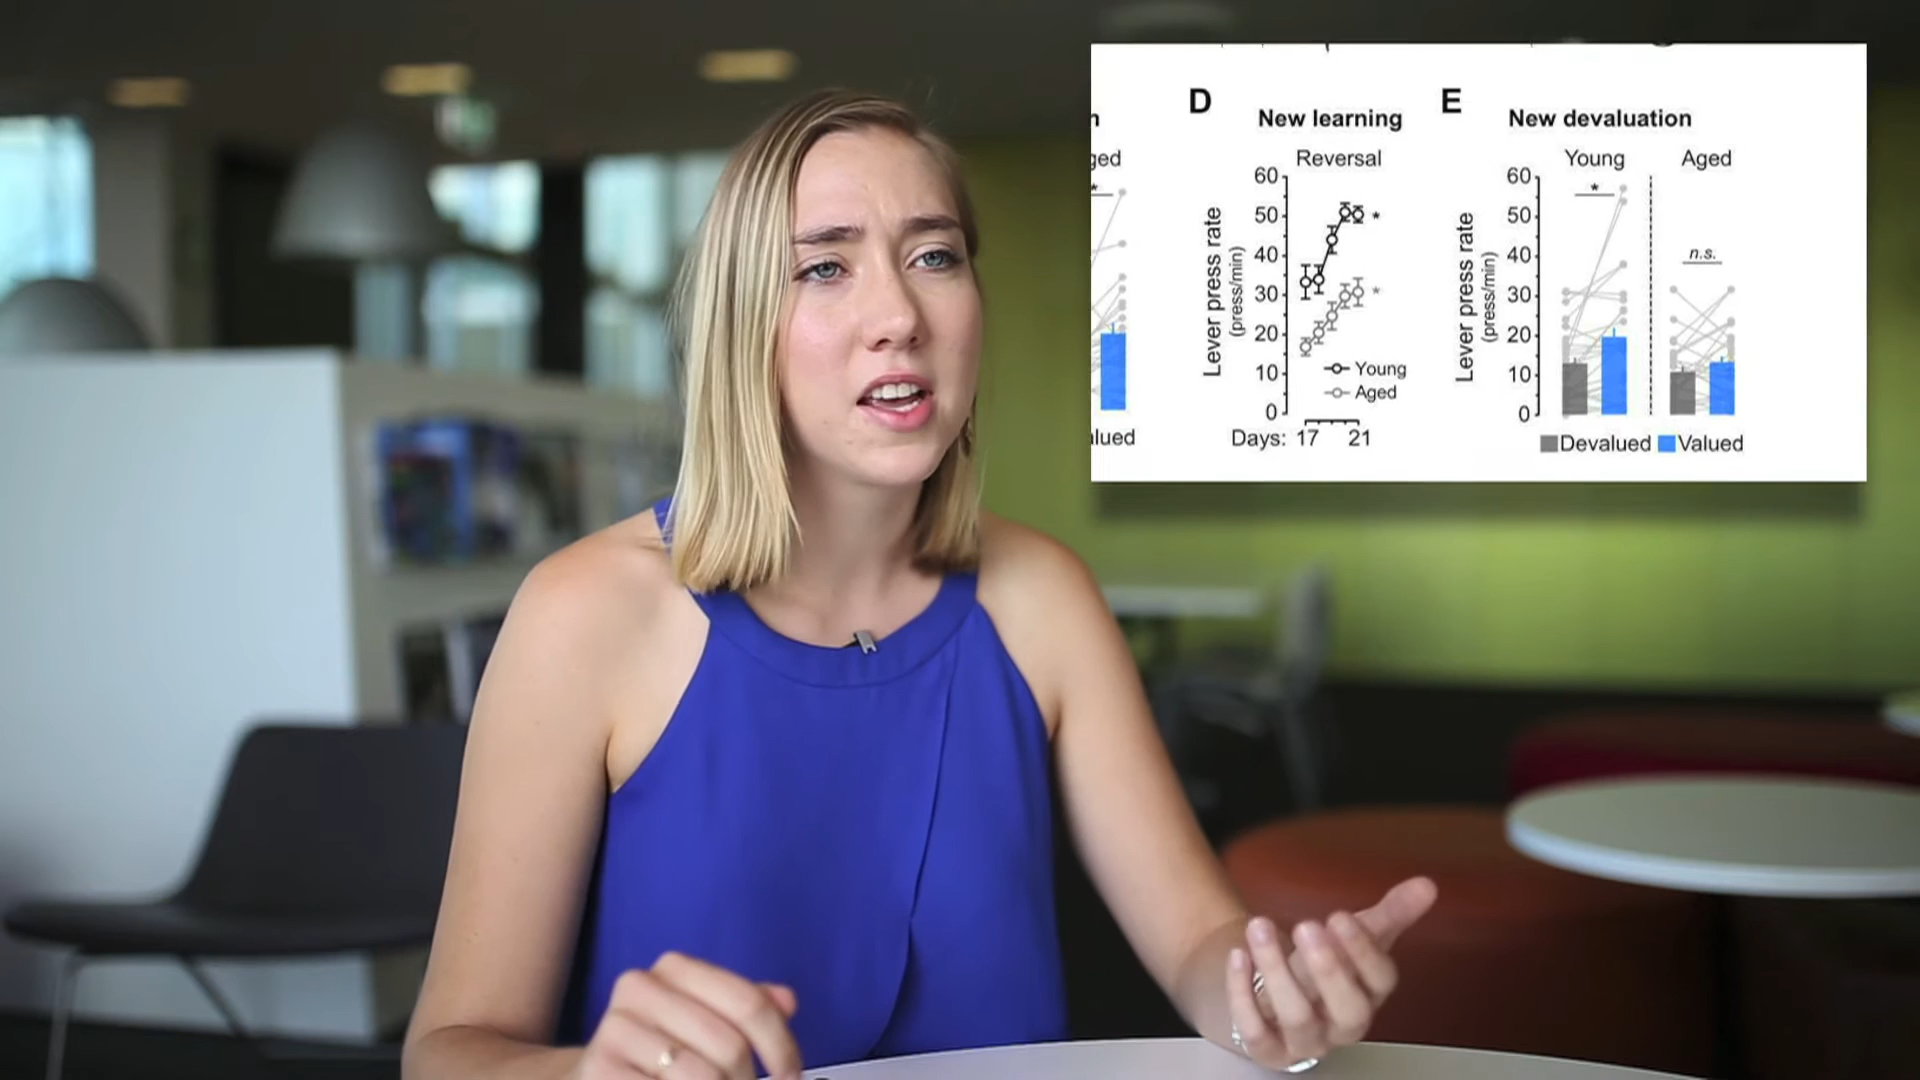 D New learning
Reversal
Lever press rate
(press/min)
60
50
40
30
20
10
0
*
*
Young
Aged
Days: 17 21
E New devaluation
Young Aged
Lever press rate
(press/min)
60
50
40
30
20
10
0
*
n.s.
Devalued Valued